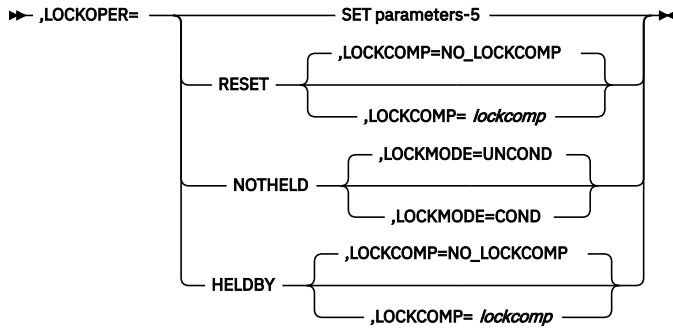 ,LOCKOPER= SET parameters-5
,LOCKCOMP=NO_LOCKCOMP
RESET
,LOCKCOMP= lockcomp
,LOCKMODE=UNCOND
NOTHELD
,LOCKMODE=COND
,LOCKCOMP=NO_LOCKCOMP
HELDBY
,LOCKCOMP= lockcomp